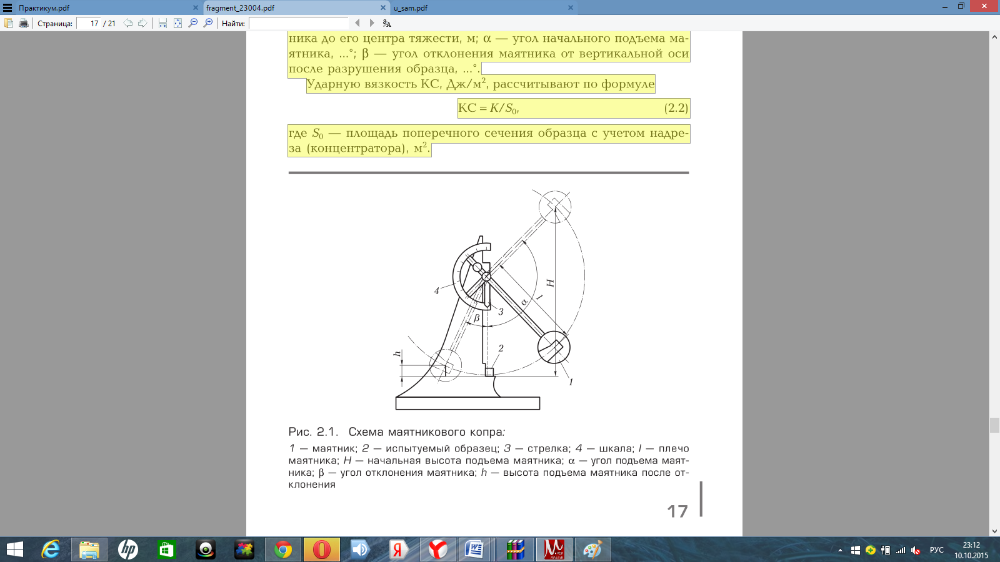 Практикум.pdf
fragment_23004.pdf
u_sam.pdf
Страница: 17 / 21
Найти:
ника до его центра тяжести, м; α — угол начального подъема ма-
ятника, ...°; β — угол отклонения маятника от вертикальной оси
после разрушения образца, ...°.
Ударную вязкость КС, Дж/м², рассчитывают по формуле
КС = K/S₀, (2.2)
где S₀ — площадь поперечного сечения образца с учетом надре-
за (концентратора), м².
H
4
l
α
3
β
2
h
1
Рис. 2.1. Схема маятникового копра:
1 — маятник; 2 — испытуемый образец; 3 — стрелка; 4 — шкала; l — плечо
маятника; H — начальная высота подъема маятника; α — угол подъема маят-
ника; β — угол отклонения маятника; h — высота подъема маятника после от-
клонения
17
hp
Я
W
PDF
MASTER
РУС
23:12
10.10.2015